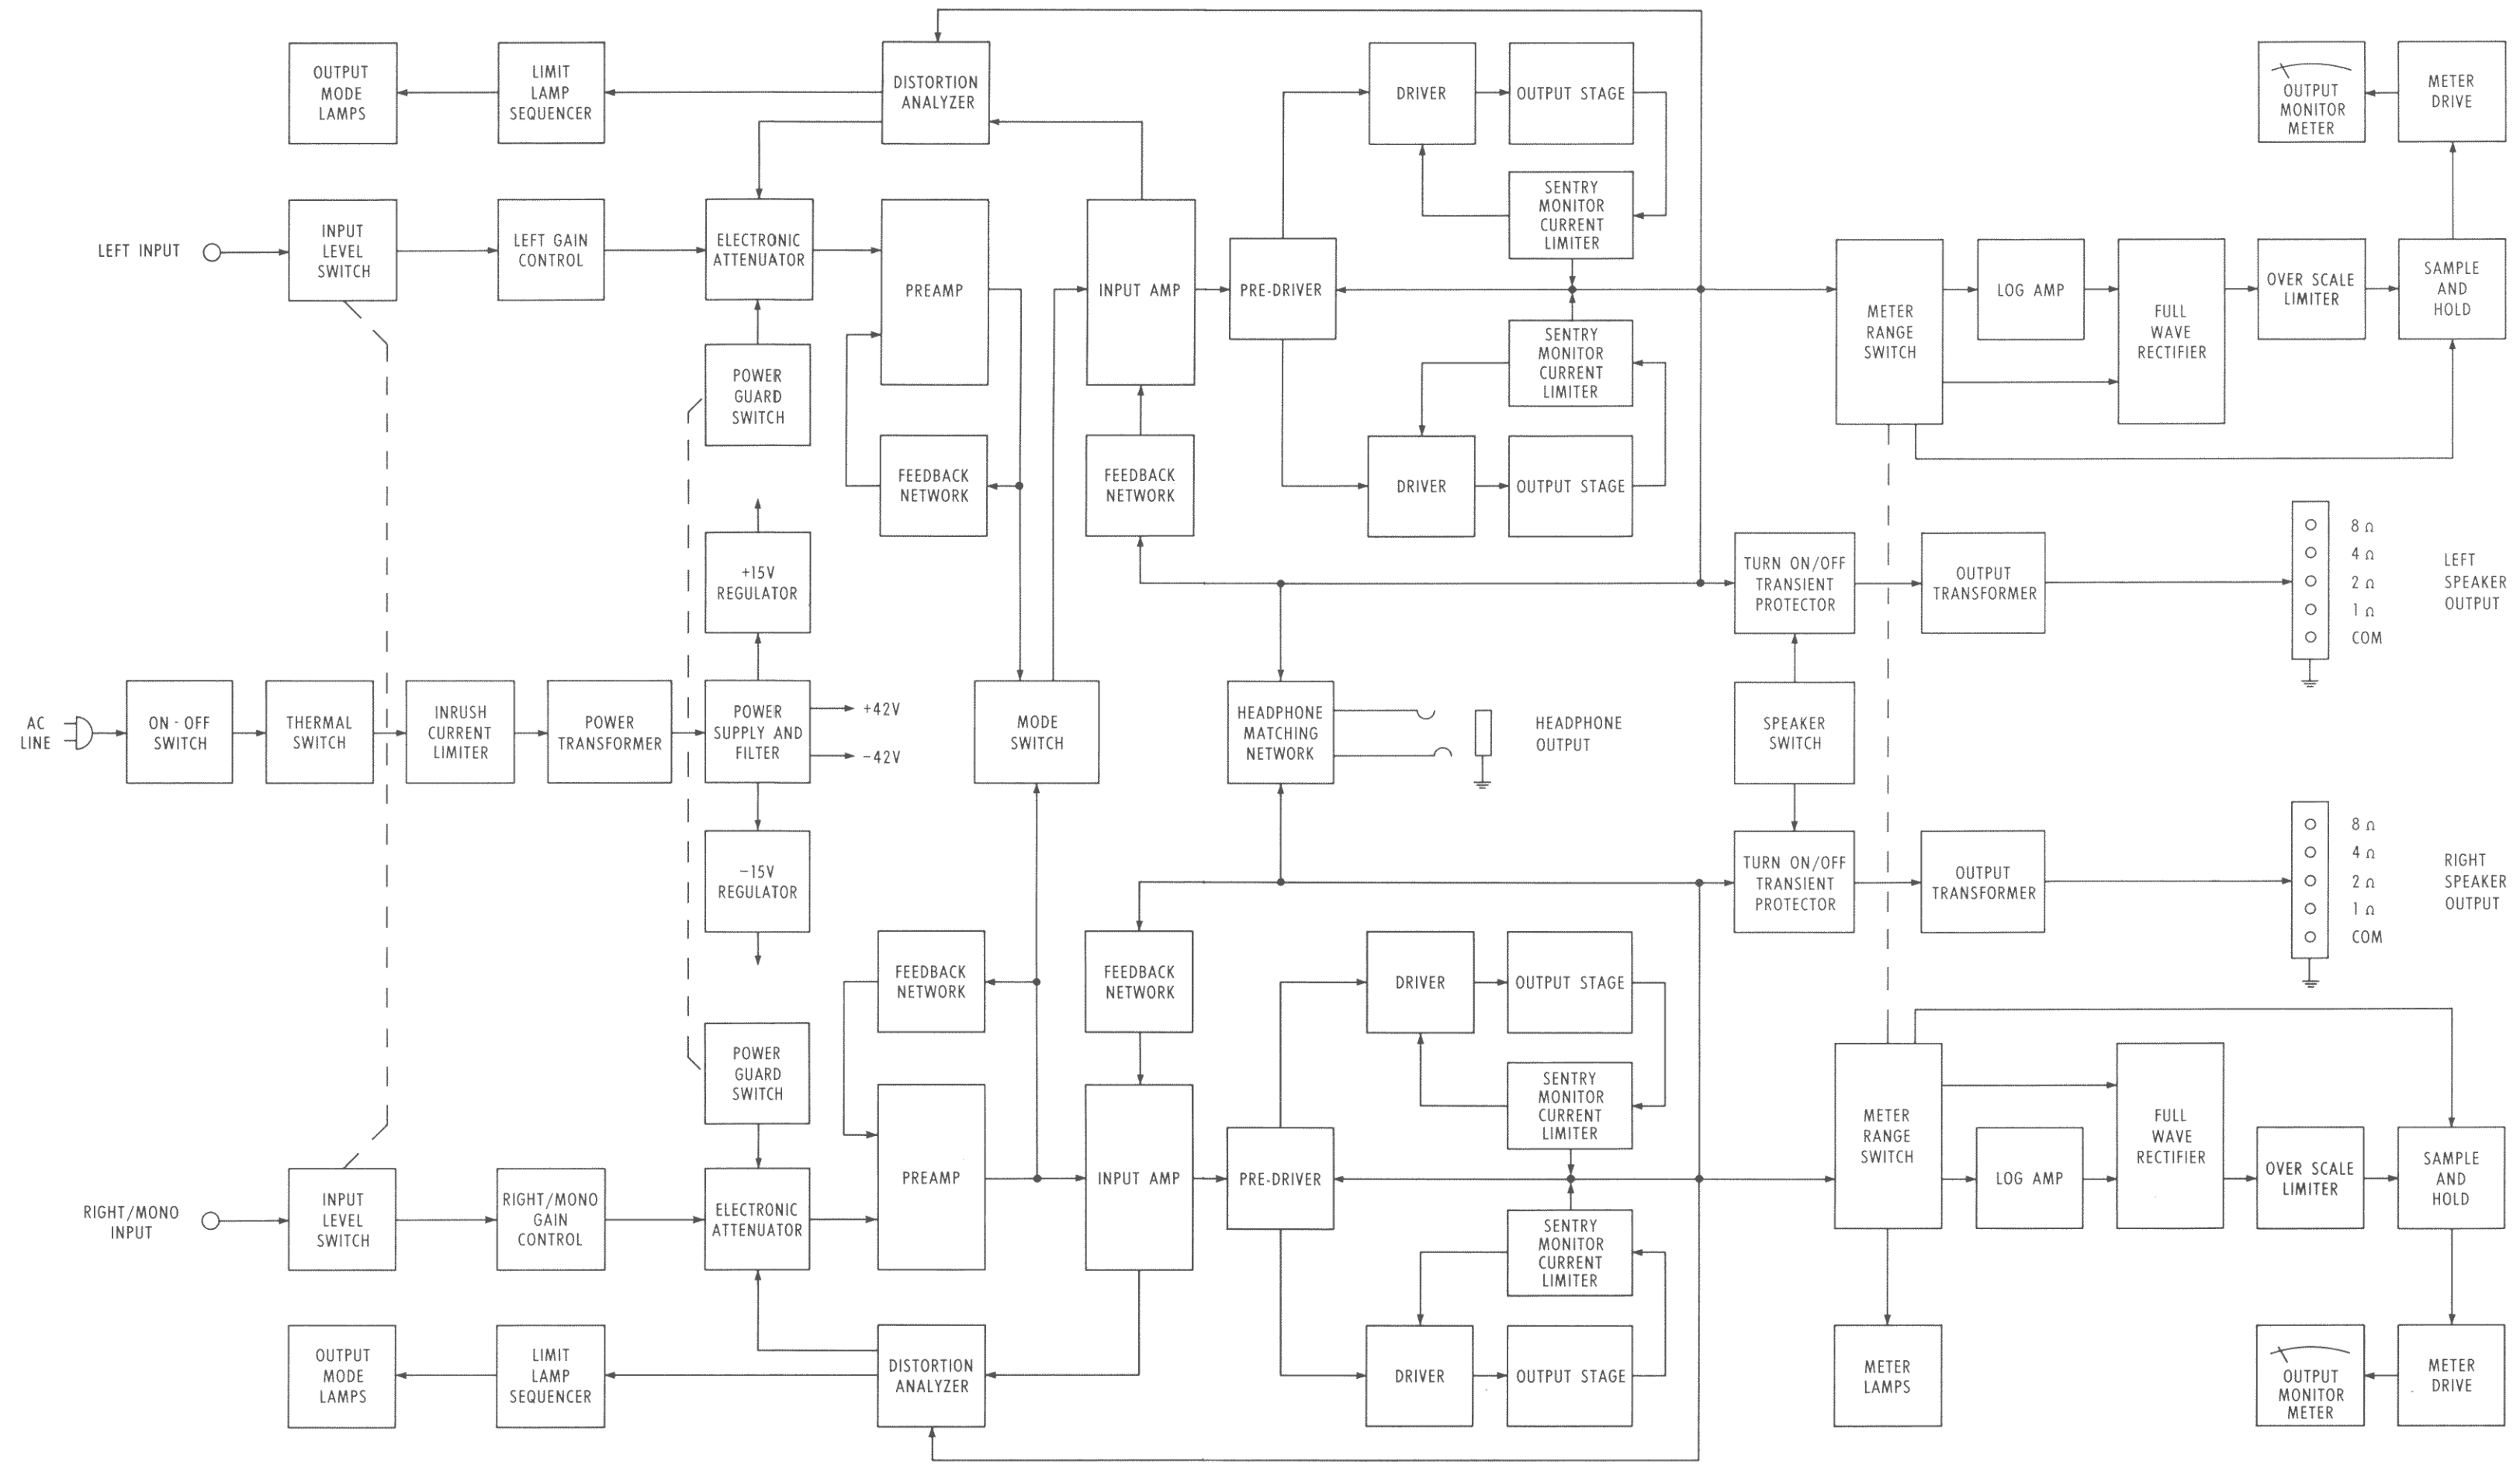 OUTPUT
MODE
LAMPS
LIMIT
LAMP
SEQUENCER
DISTORTION
ANALYZER
DRIVER
OUTPUT STAGE
OUTPUT
MONITOR
METER
METER
DRIVE
SENTRY
MONITOR
CURRENT
LIMITER
LEFT INPUT
INPUT
LEVEL
SWITCH
LEFT GAIN
CONTROL
ELECTRONIC
ATTENUATOR
PREAMP
INPUT AMP
PRE-DRIVER
METER
RANGE
SWITCH
LOG AMP
FULL
WAVE
RECTIFIER
OVER SCALE
LIMITER
SAMPLE
AND
HOLD
SENTRY
MONITOR
CURRENT
LIMITER
POWER
GUARD
SWITCH
FEEDBACK
NETWORK
FEEDBACK
NETWORK
DRIVER
OUTPUT STAGE
+15V
REGULATOR
TURN ON/OFF
TRANSIENT
PROTECTOR
OUTPUT
TRANSFORMER
8 Ω
4 Ω
2 Ω
1 Ω
COM
LEFT
SPEAKER
OUTPUT
AC
LINE
ON-OFF
SWITCH
THERMAL
SWITCH
INRUSH
CURRENT
LIMITER
POWER
TRANSFORMER
POWER
SUPPLY AND
FILTER
+42V
-42V
MODE
SWITCH
HEADPHONE
MATCHING
NETWORK
HEADPHONE
OUTPUT
SPEAKER
SWITCH
-15V
REGULATOR
TURN ON/OFF
TRANSIENT
PROTECTOR
OUTPUT
TRANSFORMER
8 Ω
4 Ω
2 Ω
1 Ω
COM
RIGHT
SPEAKER
OUTPUT
FEEDBACK
NETWORK
FEEDBACK
NETWORK
DRIVER
OUTPUT STAGE
POWER
GUARD
SWITCH
SENTRY
MONITOR
CURRENT
LIMITER
RIGHT/MONO
INPUT
INPUT
LEVEL
SWITCH
RIGHT/MONO
GAIN
CONTROL
ELECTRONIC
ATTENUATOR
PREAMP
INPUT AMP
PRE-DRIVER
METER
RANGE
SWITCH
LOG AMP
FULL
WAVE
RECTIFIER
OVER SCALE
LIMITER
SAMPLE
AND
HOLD
SENTRY
MONITOR
CURRENT
LIMITER
OUTPUT
MODE
LAMPS
LIMIT
LAMP
SEQUENCER
DISTORTION
ANALYZER
DRIVER
OUTPUT STAGE
METER
LAMPS
OUTPUT
MONITOR
METER
METER
DRIVE